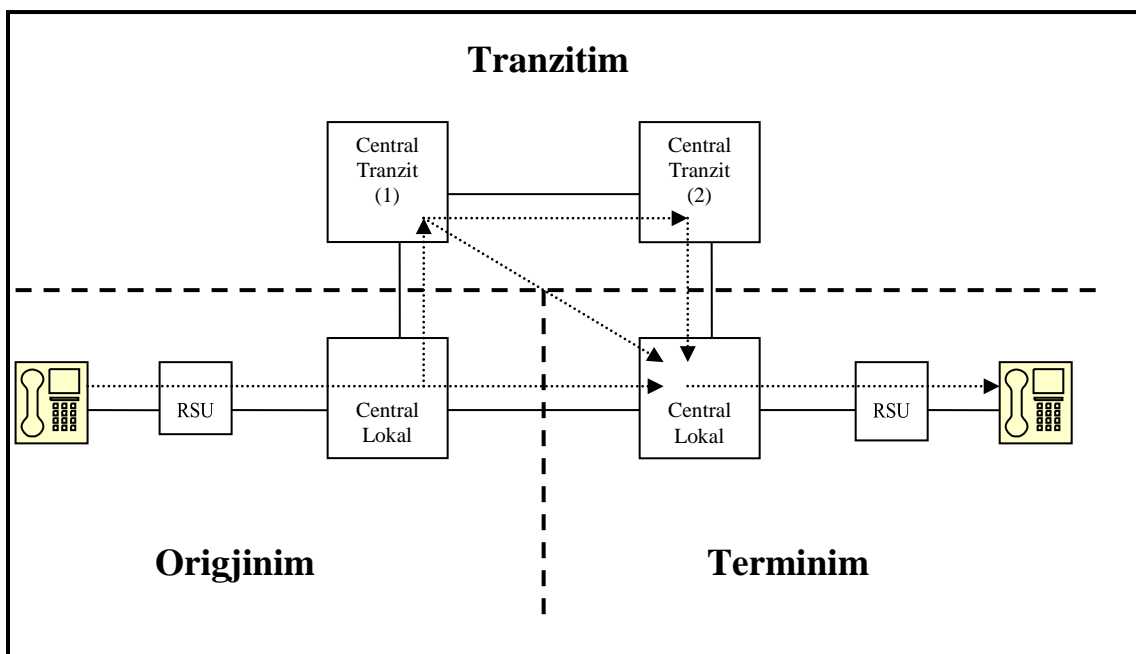 Tranzitim
Central
Tranzit
(1)
Central
Tranzit
(2)
RSU
Central
Lokal
Central
Lokal
RSU
Origjinim
Terminim